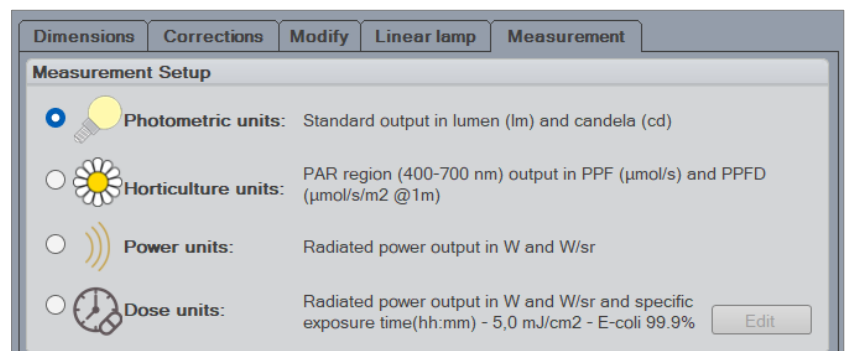 Dimensions Corrections Modify Linear lamp Measurement
Measurement Setup
Photometric units: Standard output in lumen (lm) and candela (cd)
Horticulture units: PAR region (400-700 nm) output in PPF (µmol/s) and PPFD
(µmol/s/m2 @1m)
Power units: Radiated power output in W and W/sr
Dose units: Radiated power output in W and W/sr and specific
exposure time(hh:mm) - 5,0 mJ/cm2 - E-coli 99.9% Edit